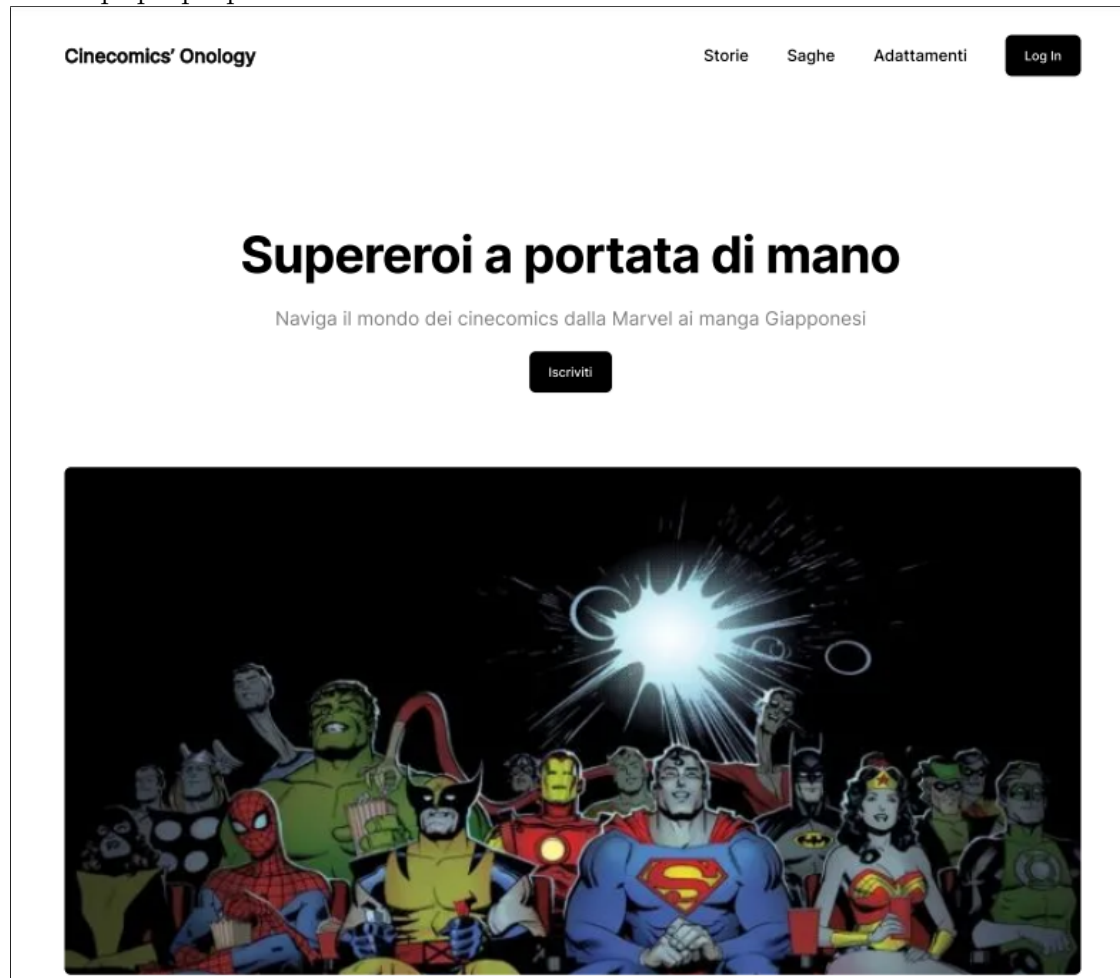 Cinecomics’ Onology
Storie Saghe Adattamenti Log In
Supereroi a portata di mano
Naviga il mondo dei cinecomics dalla Marvel ai manga Giapponesi
Iscriviti